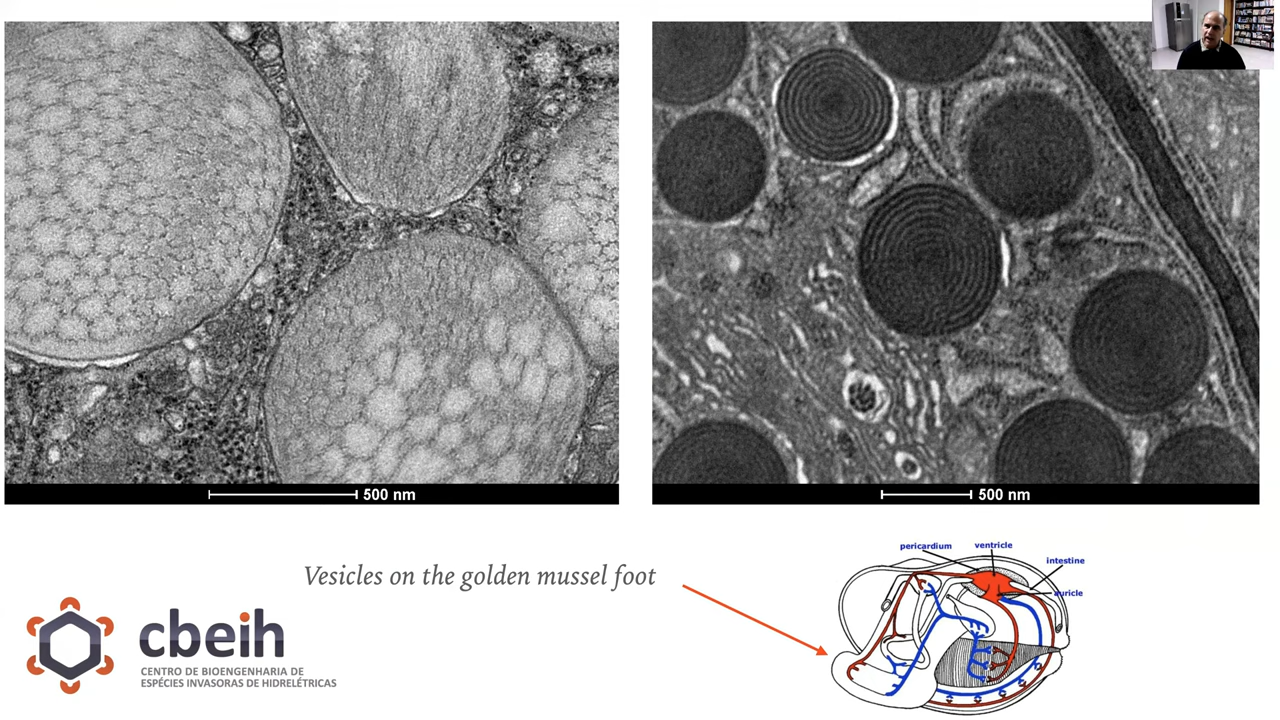 500 nm
500 nm
Vesicles on the golden mussel foot
pericardium
ventricle
intestine
auricle
cbeih
CENTRO DE BIOENGENHARIA DE
ESPÉCIES INVASORAS DE HIDRELÉTRICAS